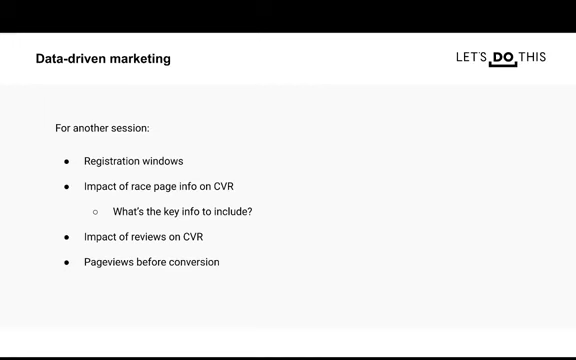 Data-driven marketing
LET'S DO THIS
For another session:
● Registration windows
● Impact of race page info on CVR
○ What's the key info to include?
● Impact of reviews on CVR
● Pageviews before conversion